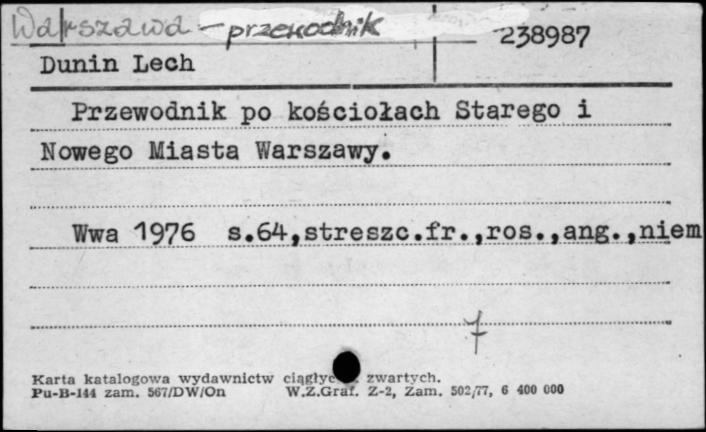 Warszawa - przewodnik
238987
Dunin Lech
Przewodnik po kościołach Starego i
Nowego Miasta Warszawy.
Wwa 1976 s.64,streszc.fr.,ros.,ang.,niem
7
Karta katalogowa wydawnictw zwartych.
Pu-B-144 zam. 567/DW/On W.Z.Graf. Z-2, Zam. 502/77, 6 400 000